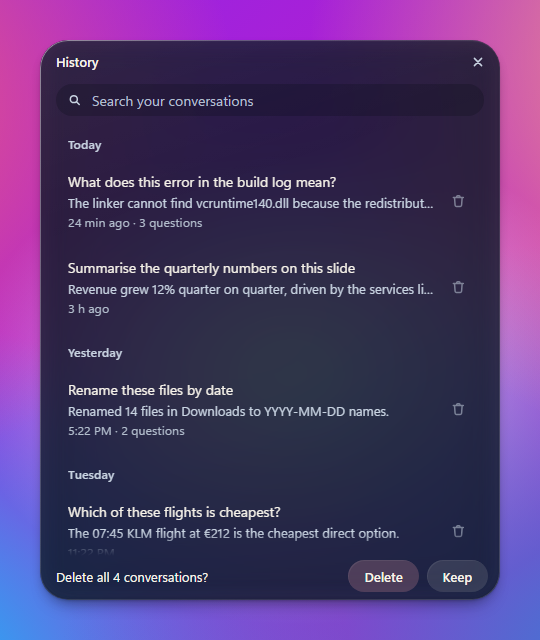 History
Search your conversations
Today
What does this error in the build log mean?
The linker cannot find vcruntime140.dll because the redistribut...
24 min ago · 3 questions
Summarise the quarterly numbers on this slide
Revenue grew 12% quarter on quarter, driven by the services li...
3 h ago
Yesterday
Rename these files by date
Renamed 14 files in Downloads to YYYY-MM-DD names.
5:22 PM · 2 questions
Tuesday
Which of these flights is cheapest?
The 07:45 KLM flight at €212 is the cheapest direct option.
11:22 PM
Delete all 4 conversations?
Delete
Keep